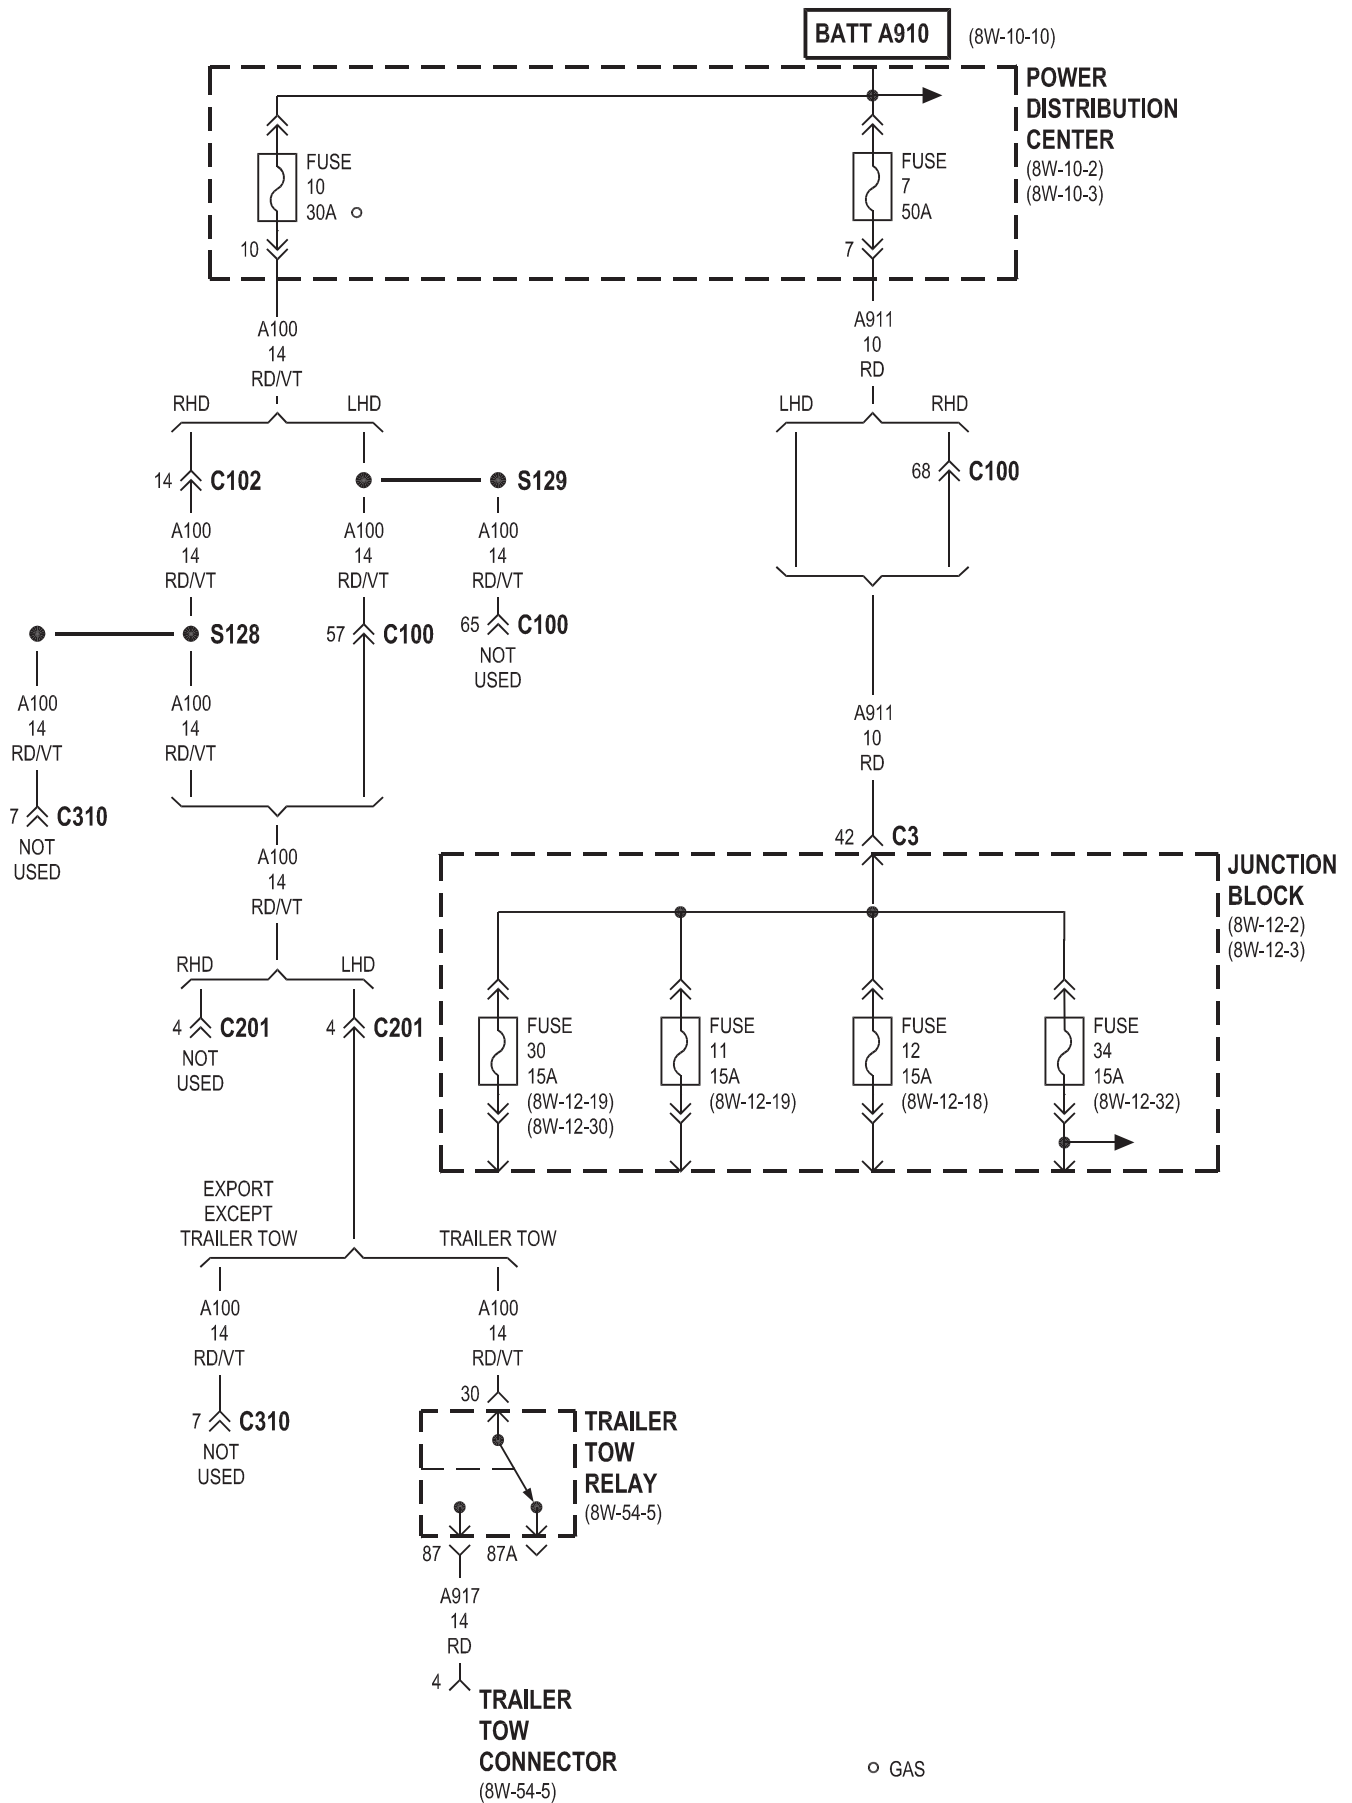 BATT A910 (8W-10-10)
POWER
DISTRIBUTION
CENTER
(8W-10-2)
(8W-10-3)
FUSE
10
30A
10
FUSE
7
50A
7
A100
14
RD/VT
A911
10
RD
RHD LHD
LHD RHD
14 C102
S129
68 C100
A100
14
RD/VT
A100
14
RD/VT
A100
14
RD/VT
S128
57 C100
65 C100
NOT
USED
A100
14
RD/VT
A100
14
RD/VT
A911
10
RD
7 C310
NOT
USED
42 C3
A100
14
RD/VT
JUNCTION
BLOCK
(8W-12-2)
(8W-12-3)
RHD LHD
4 C201
NOT
USED
4 C201
FUSE
30
15A
(8W-12-19)
(8W-12-30)
FUSE
11
15A
(8W-12-19)
FUSE
12
15A
(8W-12-18)
FUSE
34
15A
(8W-12-32)
EXPORT
EXCEPT
TRAILER TOW
TRAILER TOW
A100
14
RD/VT
A100
14
RD/VT
7 C310
NOT
USED
30
TRAILER
TOW
RELAY
(8W-54-5)
87 87A
A917
14
RD
4
TRAILER
TOW
CONNECTOR
(8W-54-5)
GAS